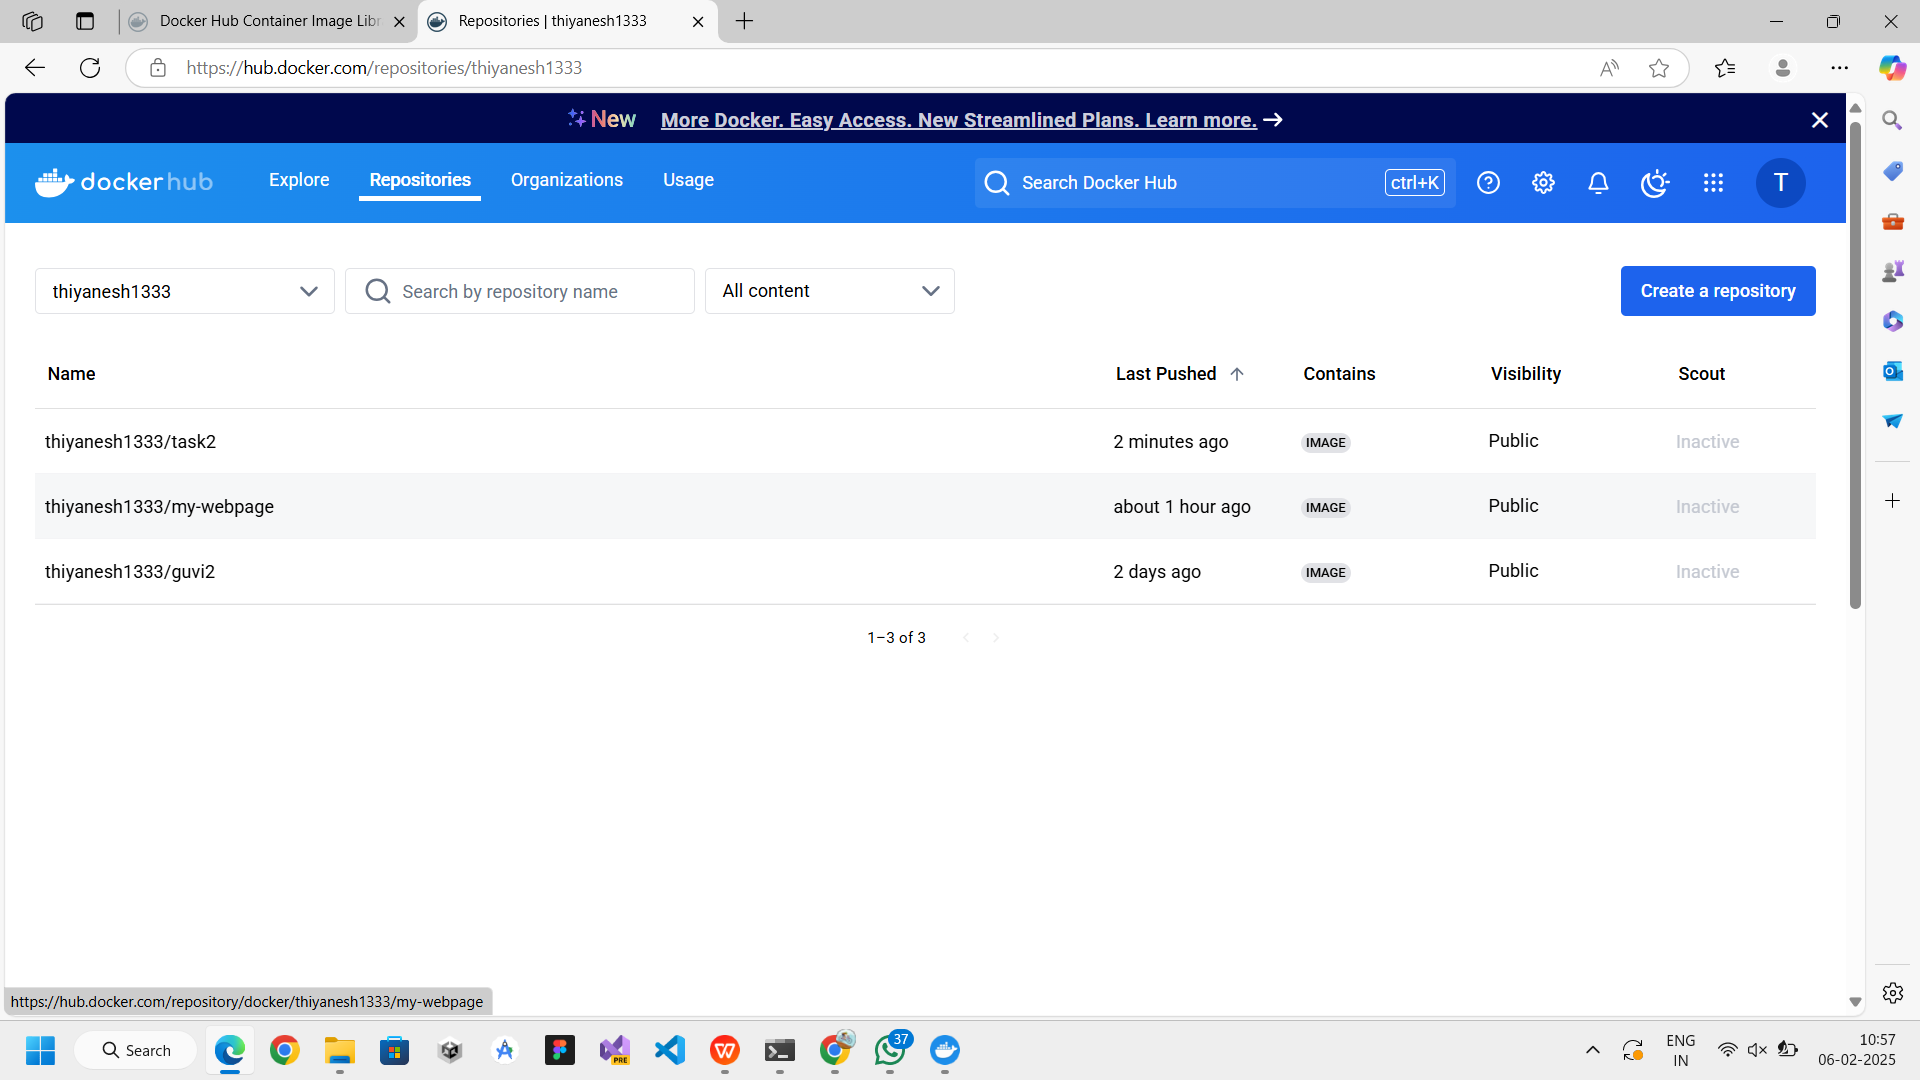 Docker Hub Container Image Libr
Repositories | thiyanesh1333
https://hub.docker.com/repositories/thiyanesh1333
New More Docker. Easy Access. New Streamlined Plans. Learn more. →
docker hub Explore Repositories Organizations Usage Search Docker Hub ctrl+K T
thiyanesh1333 Search by repository name All content Create a repository
Name Last Pushed Contains Visibility Scout
thiyanesh1333/task2 2 minutes ago IMAGE Public Inactive
thiyanesh1333/my-webpage about 1 hour ago IMAGE Public Inactive
thiyanesh1333/guvi2 2 days ago IMAGE Public Inactive
1–3 of 3
https://hub.docker.com/repository/docker/thiyanesh1333/my-webpage
Search PRE 37 ENG 10:57
IN 06-02-2025